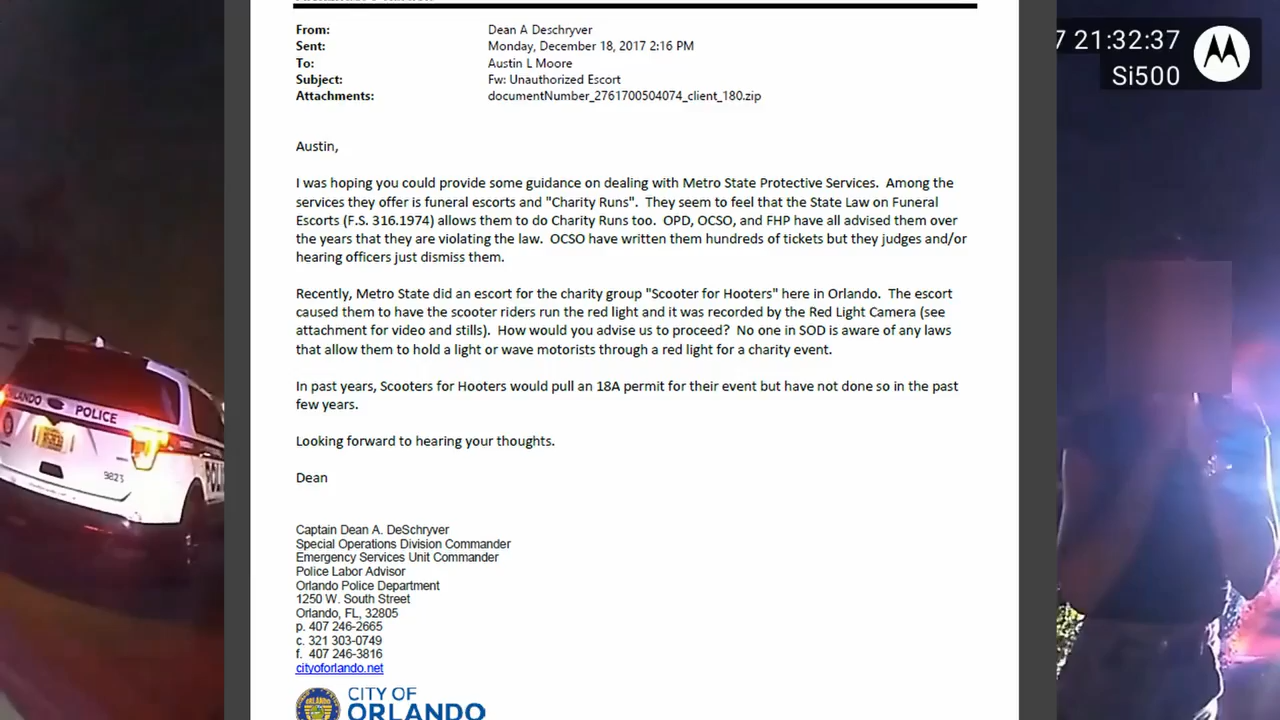 From: Dean A Deschryver
Sent: Monday, December 18, 2017 2:16 PM
To: Austin L Moore
Subject: Fw: Unauthorized Escort
Attachments: documentNumber_2761700504074_client_180.zip
Austin,
I was hoping you could provide some guidance on dealing with Metro State Protective Services. Among the
services they offer is funeral escorts and "Charity Runs". They seem to feel that the State Law on Funeral
Escorts (F.S. 316.1974) allows them to do Charity Runs too. OPD, OCSO, and FHP have all advised them over
the years that they are violating the law. OCSO have written them hundreds of tickets but they judges and/or
hearing officers just dismiss them.
Recently, Metro State did an escort for the charity group "Scooter for Hooters" here in Orlando. The escort
caused them to have the scooter riders run the red light and it was recorded by the Red Light Camera (see
attachment for video and stills). How would you advise us to proceed? No one in SOD is aware of any laws
that allow them to hold a light or wave motorists through a red light for a charity event.
In past years, Scooters for Hooters would pull an 18A permit for their event but have not done so in the past
few years.
Looking forward to hearing your thoughts.
Dean
Captain Dean A. DeSchryver
Special Operations Division Commander
Emergency Services Unit Commander
Police Labor Advisor
Orlando Police Department
1250 W. South Street
Orlando, FL, 32805
p. 407 246-2665
c. 321 303-0749
f. 407 246-3816
cityoforlando.net
CITY OF
ORLANDO
7 21:32:37
Si500
LANDO POLICE
9823